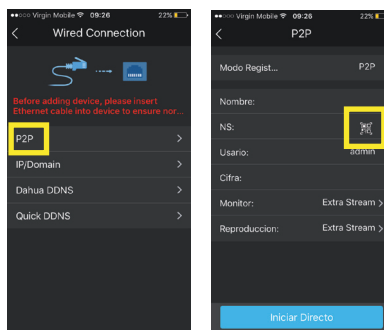 Virgin Mobile 09:26 22%
Wired Connection
Before adding device, please insert
Ethernet cable into device to ensure nor...
P2P
IP/Domain
Dahua DDNS
Quick DDNS
Virgin Mobile 09:26 22%
P2P
Modo Regist... P2P
Nombre:
NS:
Usario: admin
Cifra:
Monitor: Extra Stream
Reproduccion: Extra Stream
Iniciar Directo